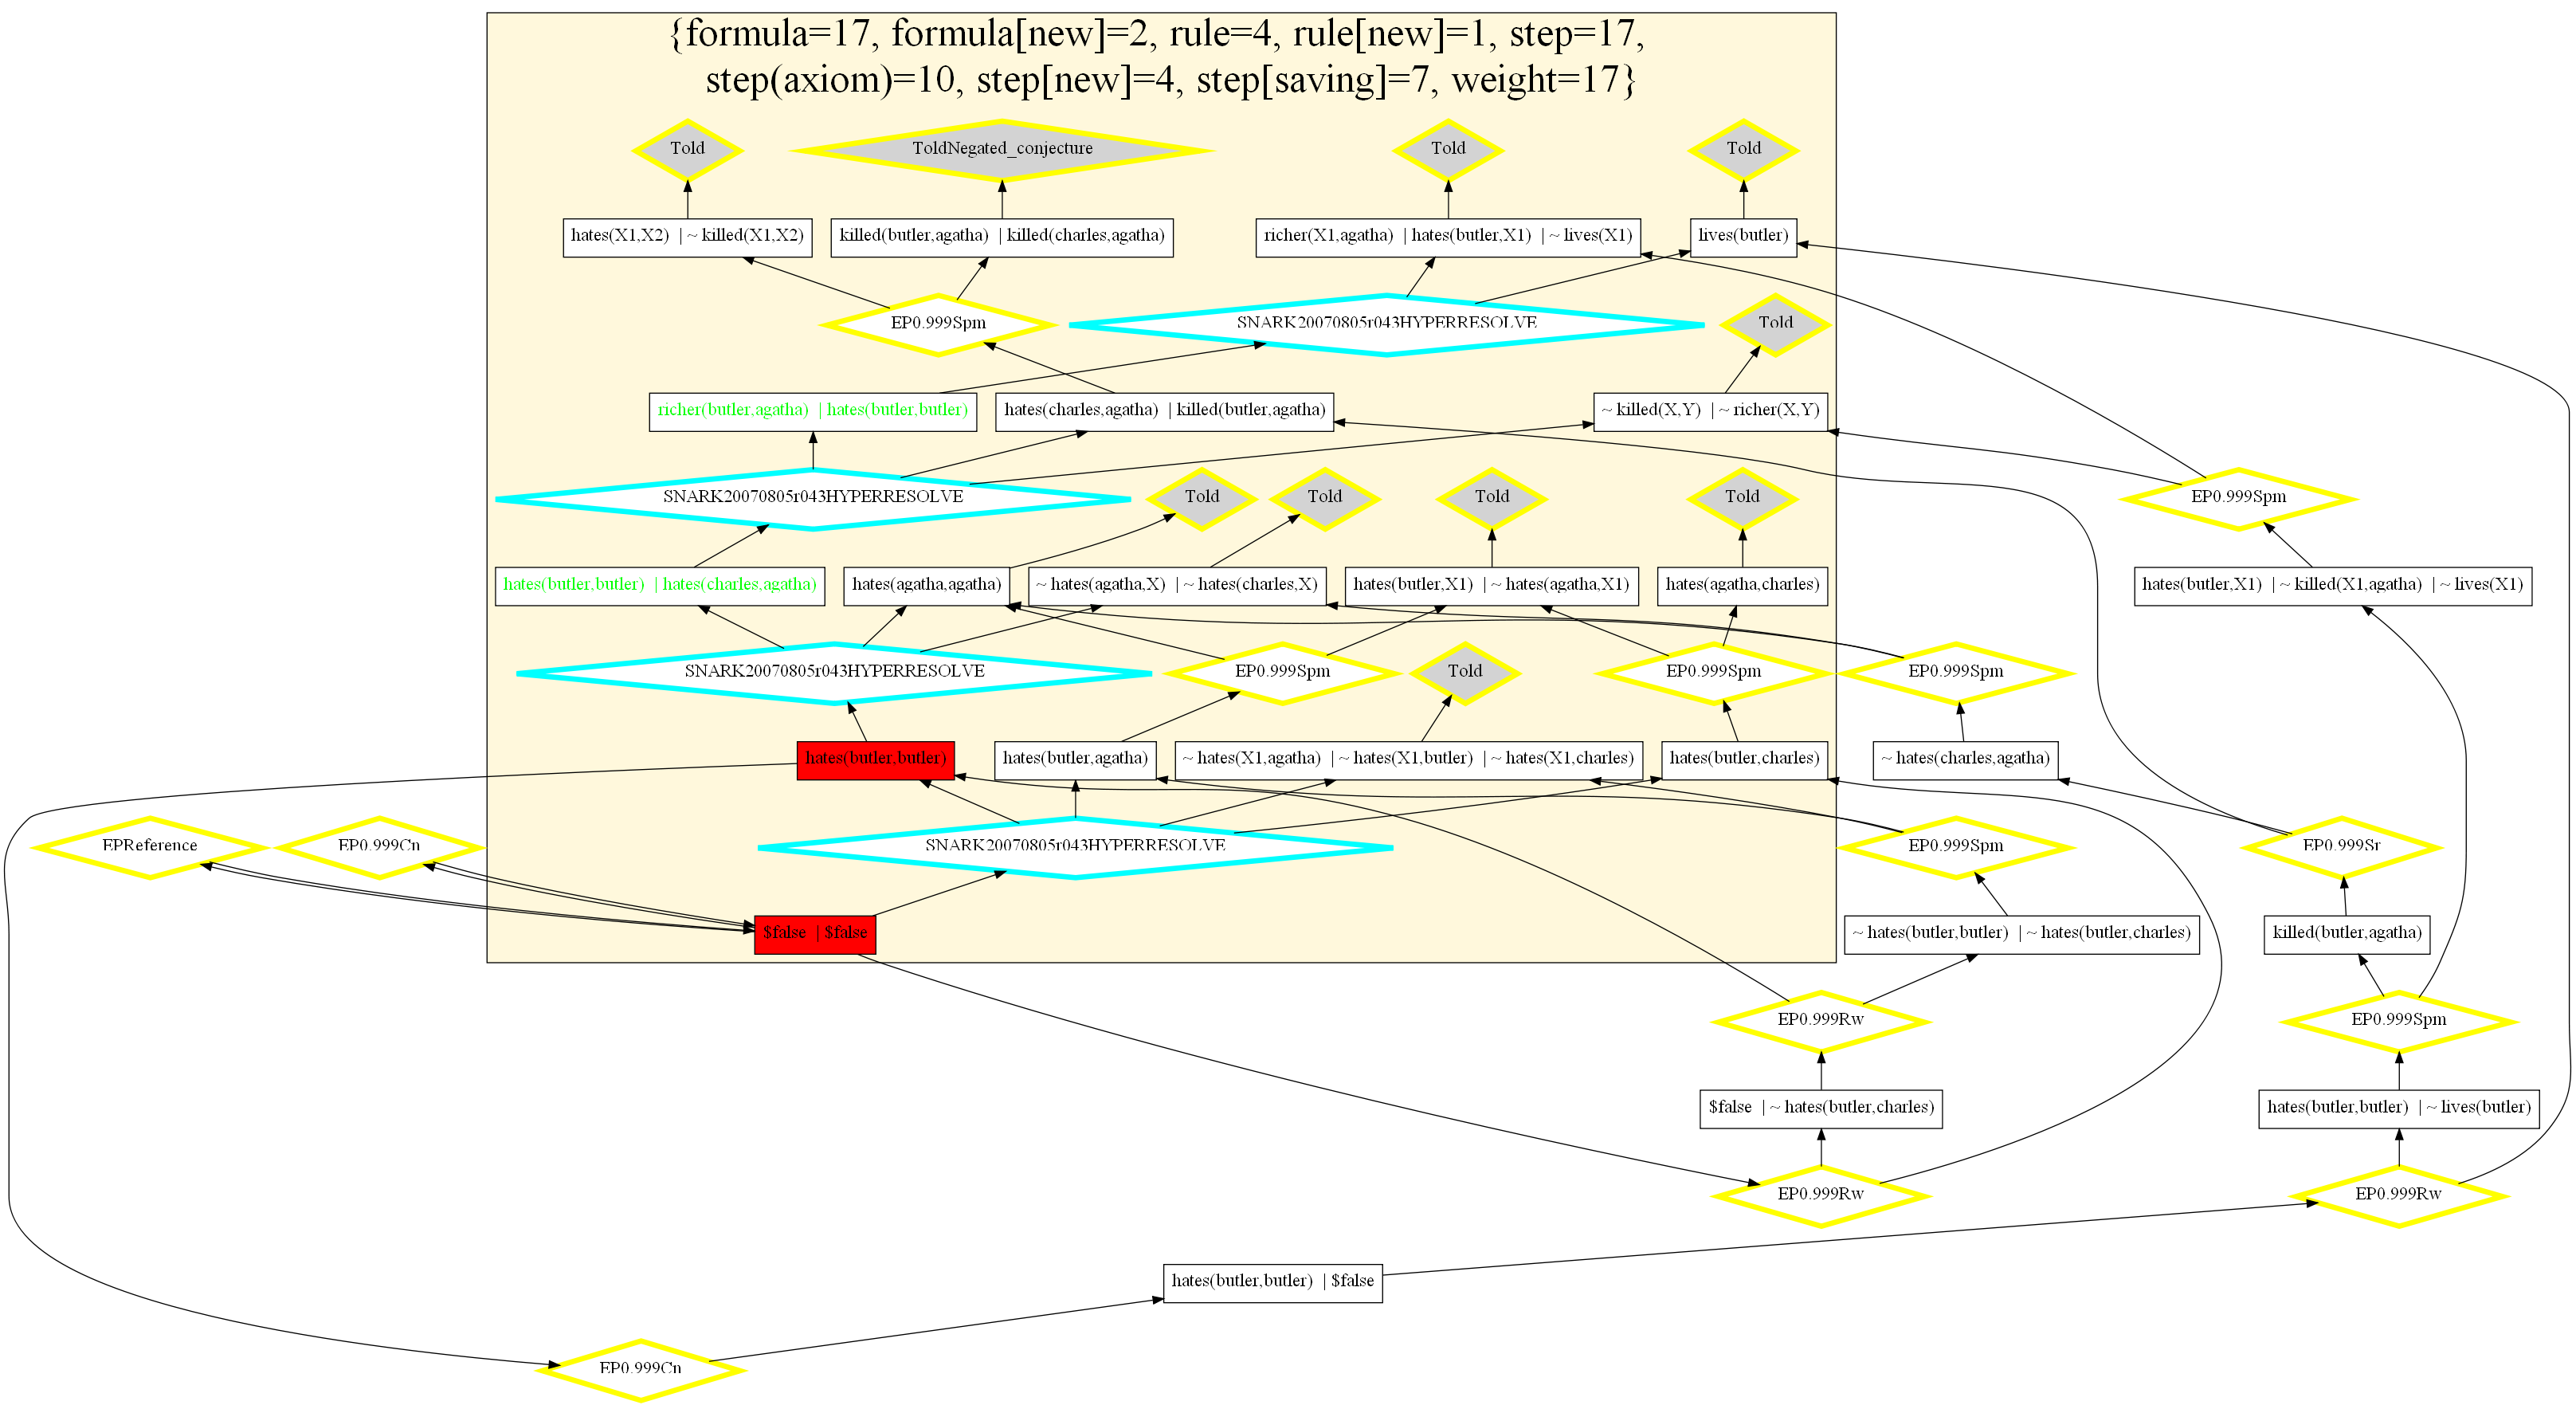 {formula=17, formula[new]=2, rule=4, rule[new]=1, step=17,
step(axiom)=10, step[new]=4, step[saving]=7, weight=17}
Told
ToldNegated_conjecture
Told
Told
hates(X1,X2) | ~ killed(X1,X2)
killed(butler,agatha) | killed(charles,agatha)
richer(X1,agatha) | hates(butler,X1) | ~ lives(X1)
lives(butler)
EP0.999Spm
SNARK20070805r043HYPERRESOLVE
Told
richer(butler,agatha) | hates(butler,butler)
hates(charles,agatha) | killed(butler,agatha)
~ killed(X,Y) | ~ richer(X,Y)
SNARK20070805r043HYPERRESOLVE
Told
Told
Told
Told
EP0.999Spm
hates(butler,butler) | hates(charles,agatha)
hates(agatha,agatha)
~ hates(agatha,X) | ~ hates(charles,X)
hates(butler,X1) | ~ hates(agatha,X1)
hates(agatha,charles)
hates(butler,X1) | ~ killed(X1,agatha) | ~ lives(X1)
SNARK20070805r043HYPERRESOLVE
EP0.999Spm
Told
EP0.999Spm
EP0.999Spm
hates(butler,butler)
hates(butler,agatha)
~ hates(X1,agatha) | ~ hates(X1,butler) | ~ hates(X1,charles)
hates(butler,charles)
~ hates(charles,agatha)
EPReference
EP0.999Cn
SNARK20070805r043HYPERRESOLVE
EP0.999Spm
EP0.999Sr
$false | $false
~ hates(butler,butler) | ~ hates(butler,charles)
killed(butler,agatha)
EP0.999Rw
EP0.999Spm
$false | ~ hates(butler,charles)
hates(butler,butler) | ~ lives(butler)
EP0.999Rw
EP0.999Rw
hates(butler,butler) | $false
EP0.999Cn